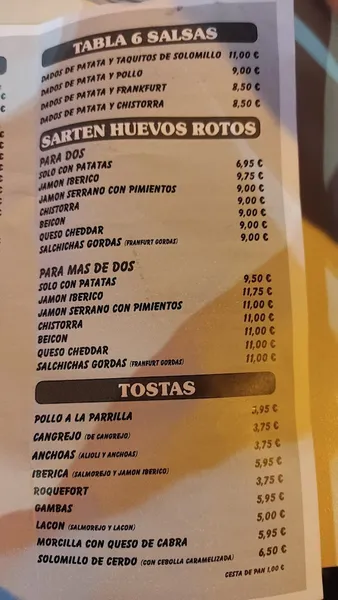 TABLA 6 SALSAS
DADOS DE PATATA Y TAQUITOS DE SOLOMILLO 11,00 €
DADOS DE PATATA Y POLLO 9,00 €
DADOS DE PATATA Y FRANKFURT 8,50 €
DADOS DE PATATA Y CHISTORRA 8,50 €
SARTEN HUEVOS ROTOS
PARA DOS
SOLO CON PATATAS 6,95 €
JAMON IBERICO 9,75 €
JAMON SERRANO CON PIMIENTOS 9,00 €
CHISTORRA 9,00 €
BEICON 9,00 €
QUESO CHEDDAR 9,00 €
SALCHICHAS GORDAS (FRANFURT GORDAS) 9,00 €
PARA MAS DE DOS
SOLO CON PATATAS 9,50 €
JAMON IBERICO 11,75 €
JAMON SERRANO CON PIMIENTOS 11,00 €
CHISTORRA 11,00 €
BEICON 11,00 €
QUESO CHEDDAR 11,00 €
SALCHICHAS GORDAS (FRANFURT GORDAS) 11,00 €
TOSTAS
POLLO A LA PARRILLA ,95 €
CANGREJO (DE CANGREJO) 3,75 €
ANCHOAS (ALIOLI Y ANCHOAS) 3,75 €
IBERICA (SALMOREJO Y JAMON IBERICO) 5,95 €
ROQUEFORT 3,75 €
GAMBAS 5,95 €
LACON (SALMOREJO Y LACON) 5,00 €
MORCILLA CON QUESO DE CABRA 5,95 €
SOLOMILLO DE CERDO (CON CEBOLLA CARAMELIZADA) 6,50 €
CESTA DE PAN 1,00 €